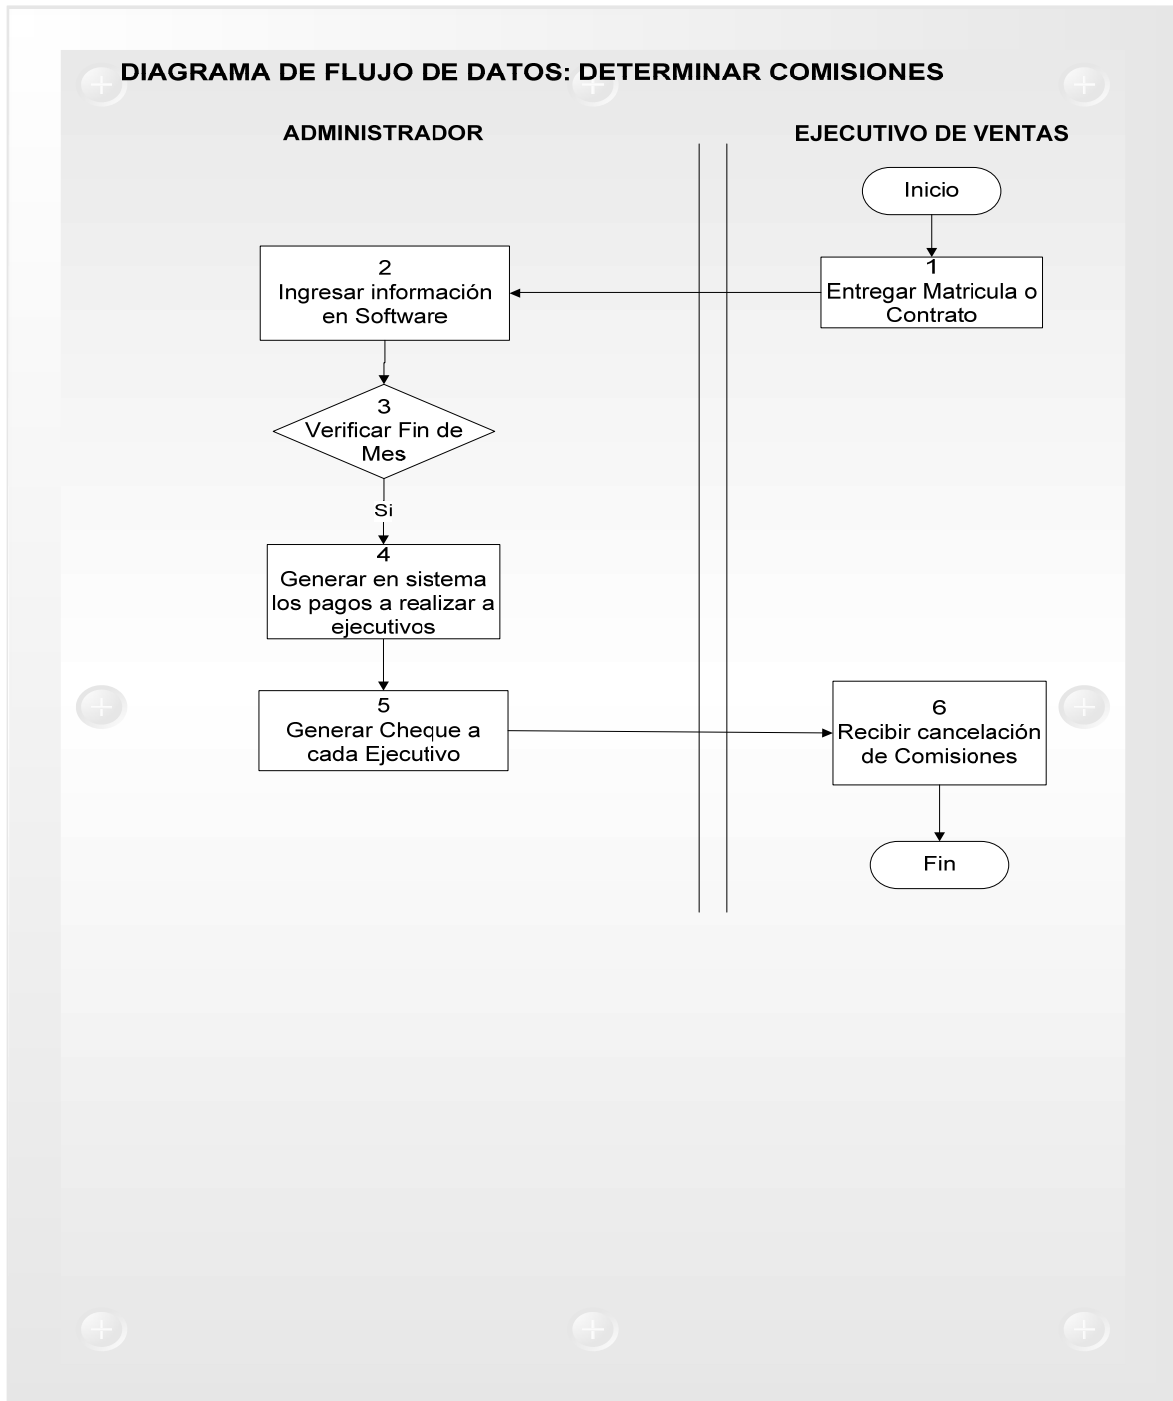 DIAGRAMA DE FLUJO DE DATOS: DETERMINAR COMISIONES
ADMINISTRADOR
EJECUTIVO DE VENTAS
Inicio
1
Entregar Matricula o
Contrato
2
Ingresar información
en Software
3
Verificar Fin de
Mes
Si
4
Generar en sistema
los pagos a realizar a
ejecutivos
5
Generar Cheque a
cada Ejecutivo
6
Recibir cancelación
de Comisiones
Fin